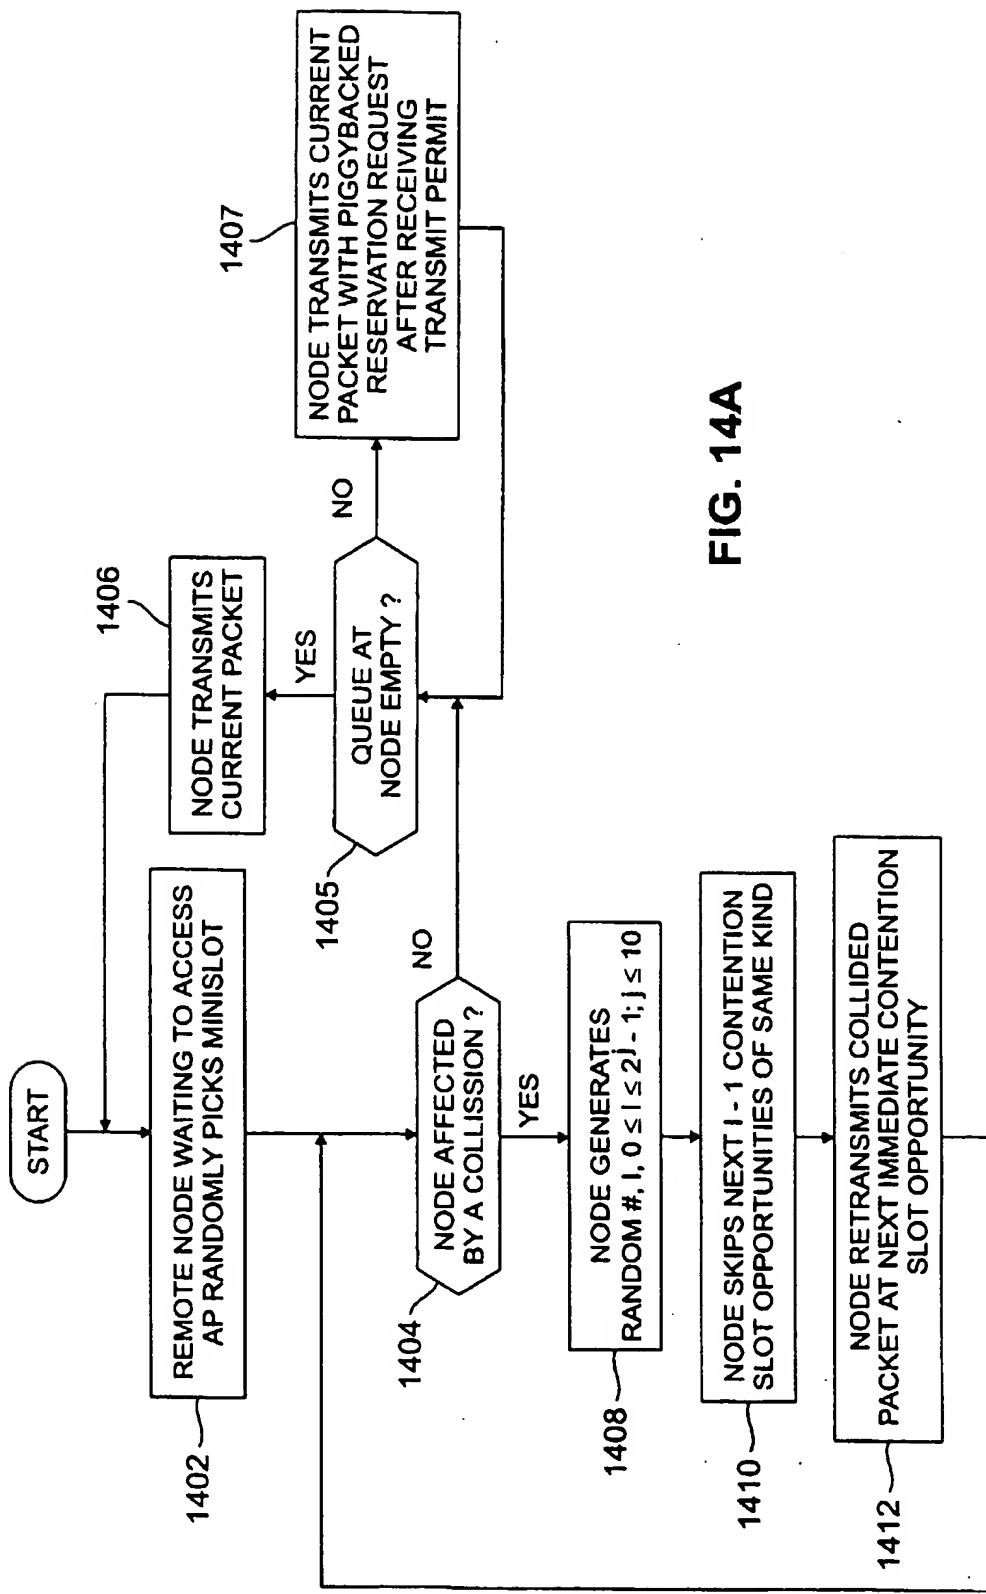 START
REMOTE NODE WAITING TO ACCESS
AP RANDOMLY PICKS MINISLOT
1402
NODE AFFECTED
BY A COLLISSION ?
1404
NO
YES
QUEUE AT
NODE EMPTY ?
1405
YES
NO
NODE TRANSMITS
CURRENT PACKET
1406
NODE TRANSMITS CURRENT
PACKET WITH PIGGYBACKED
RESERVATION REQUEST
AFTER RECEIVING
TRANSMIT PERMIT
1407
NODE GENERATES
RANDOM #, I, 0 ≤ I ≤ 2^j - 1; j ≤ 10
1408
NODE SKIPS NEXT I - 1 CONTENTION
SLOT OPPORTUNITIES OF SAME KIND
1410
NODE RETRANSMITS COLLIDED
PACKET AT NEXT IMMEDIATE CONTENTION
SLOT OPPORTUNITY
1412
FIG. 14A